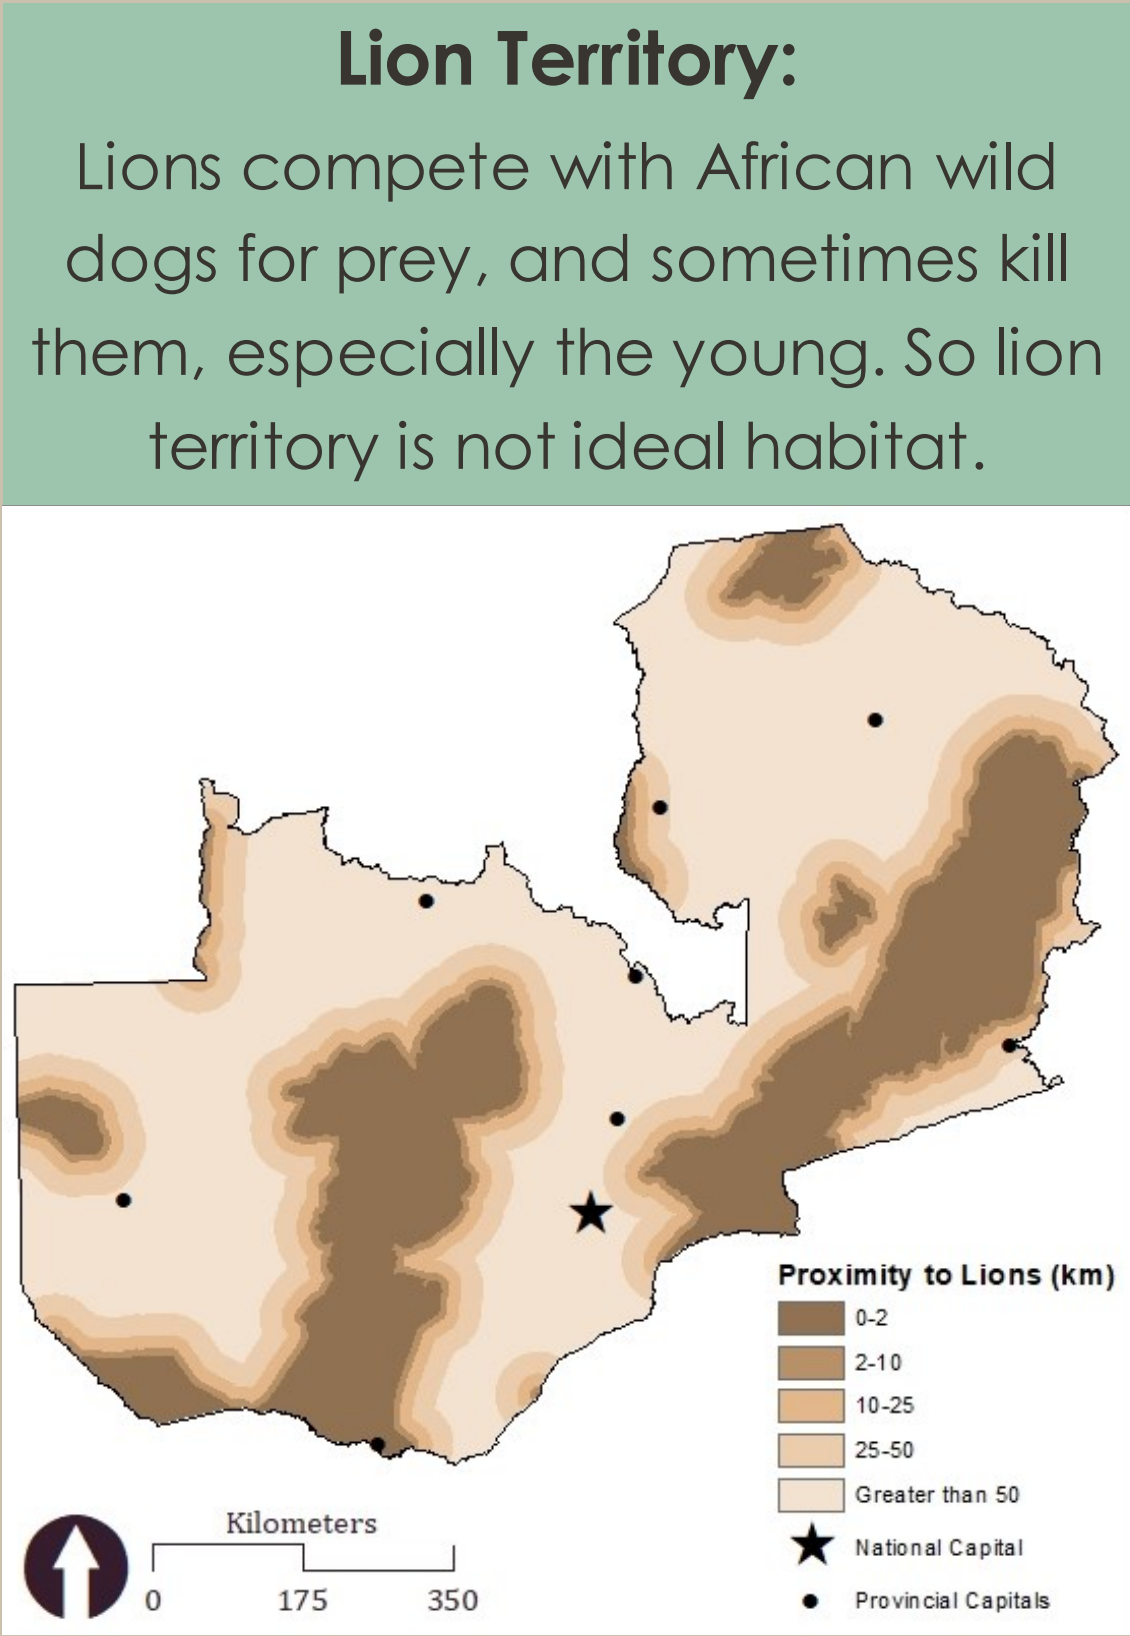 Lion Territory:
Lions compete with African wild
dogs for prey, and sometimes kill
them, especially the young. So lion
territory is not ideal habitat.
Proximity to Lions (km)
0-2
2-10
10-25
25-50
Greater than 50
National Capital
Provincial Capitals
Kilometers
0 175 350